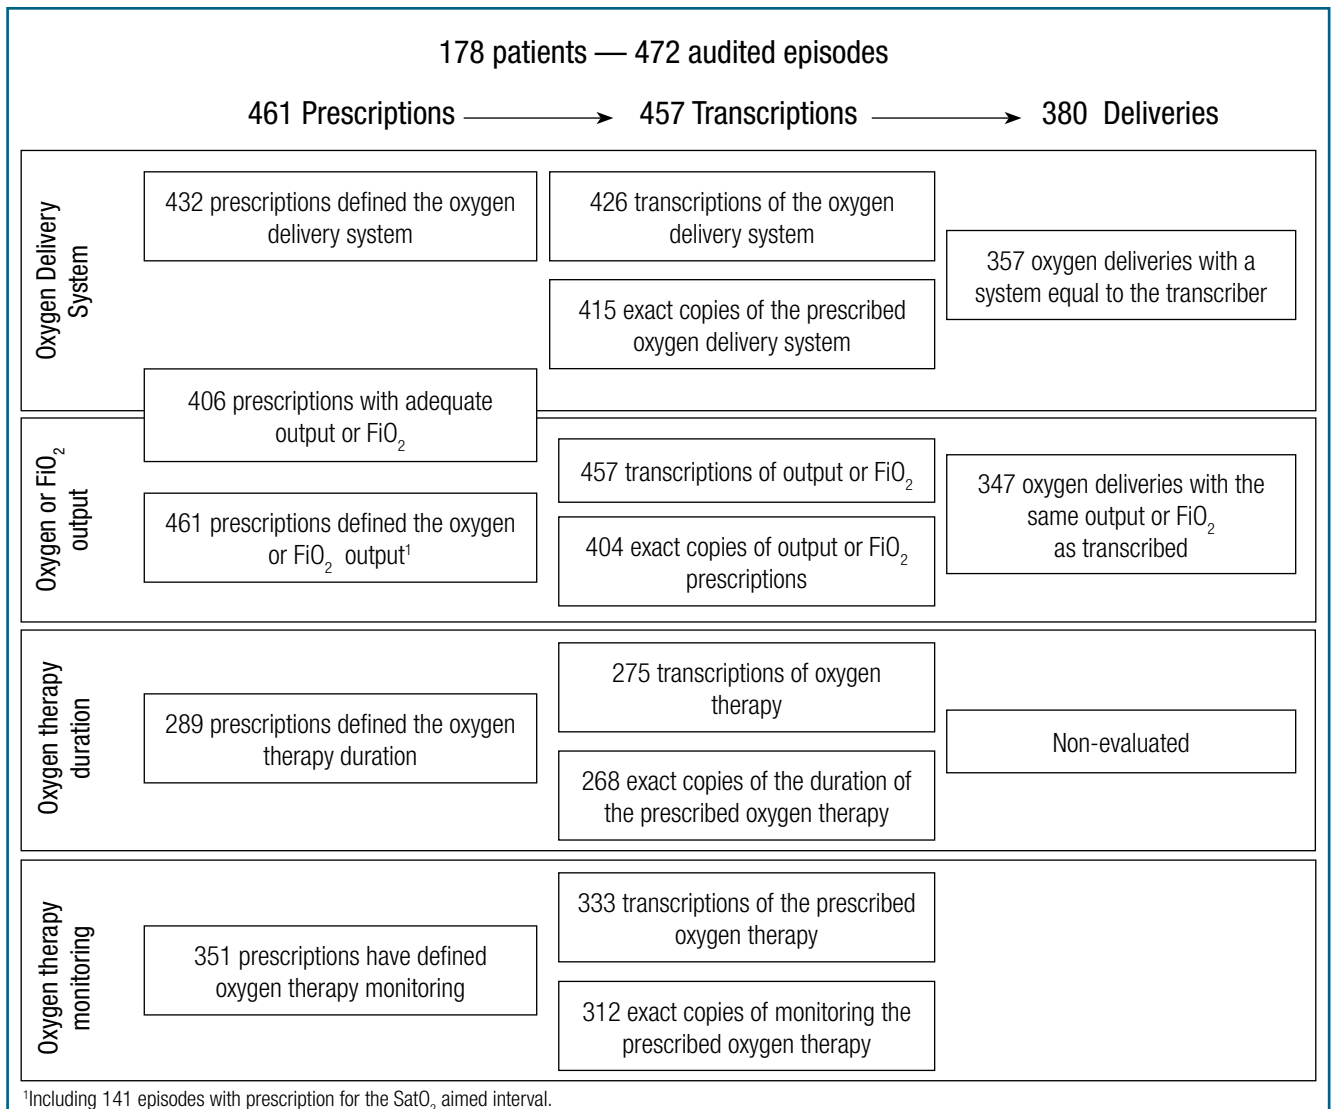 178 patients — 472 audited episodes
461 Prescriptions
457 Transcriptions
380 Deliveries
Oxygen Delivery
System
432 prescriptions defined the oxygen
delivery system
426 transcriptions of the oxygen
delivery system
415 exact copies of the prescribed
oxygen delivery system
357 oxygen deliveries with a
system equal to the transcriber
406 prescriptions with adequate
output or FiO₂
Oxygen or FiO₂
output
461 prescriptions defined the oxygen
or FiO₂ output¹
457 transcriptions of output or FiO₂
404 exact copies of output or FiO₂
prescriptions
347 oxygen deliveries with the
same output or FiO₂
as transcribed
Oxygen therapy
duration
289 prescriptions defined the oxygen
therapy duration
275 transcriptions of oxygen
therapy
268 exact copies of the duration of
the prescribed oxygen therapy
Non-evaluated
Oxygen therapy
monitoring
351 prescriptions have defined
oxygen therapy monitoring
333 transcriptions of the prescribed
oxygen therapy
312 exact copies of monitoring the
prescribed oxygen therapy
¹Including 141 episodes with prescription for the SatO₂ aimed interval.